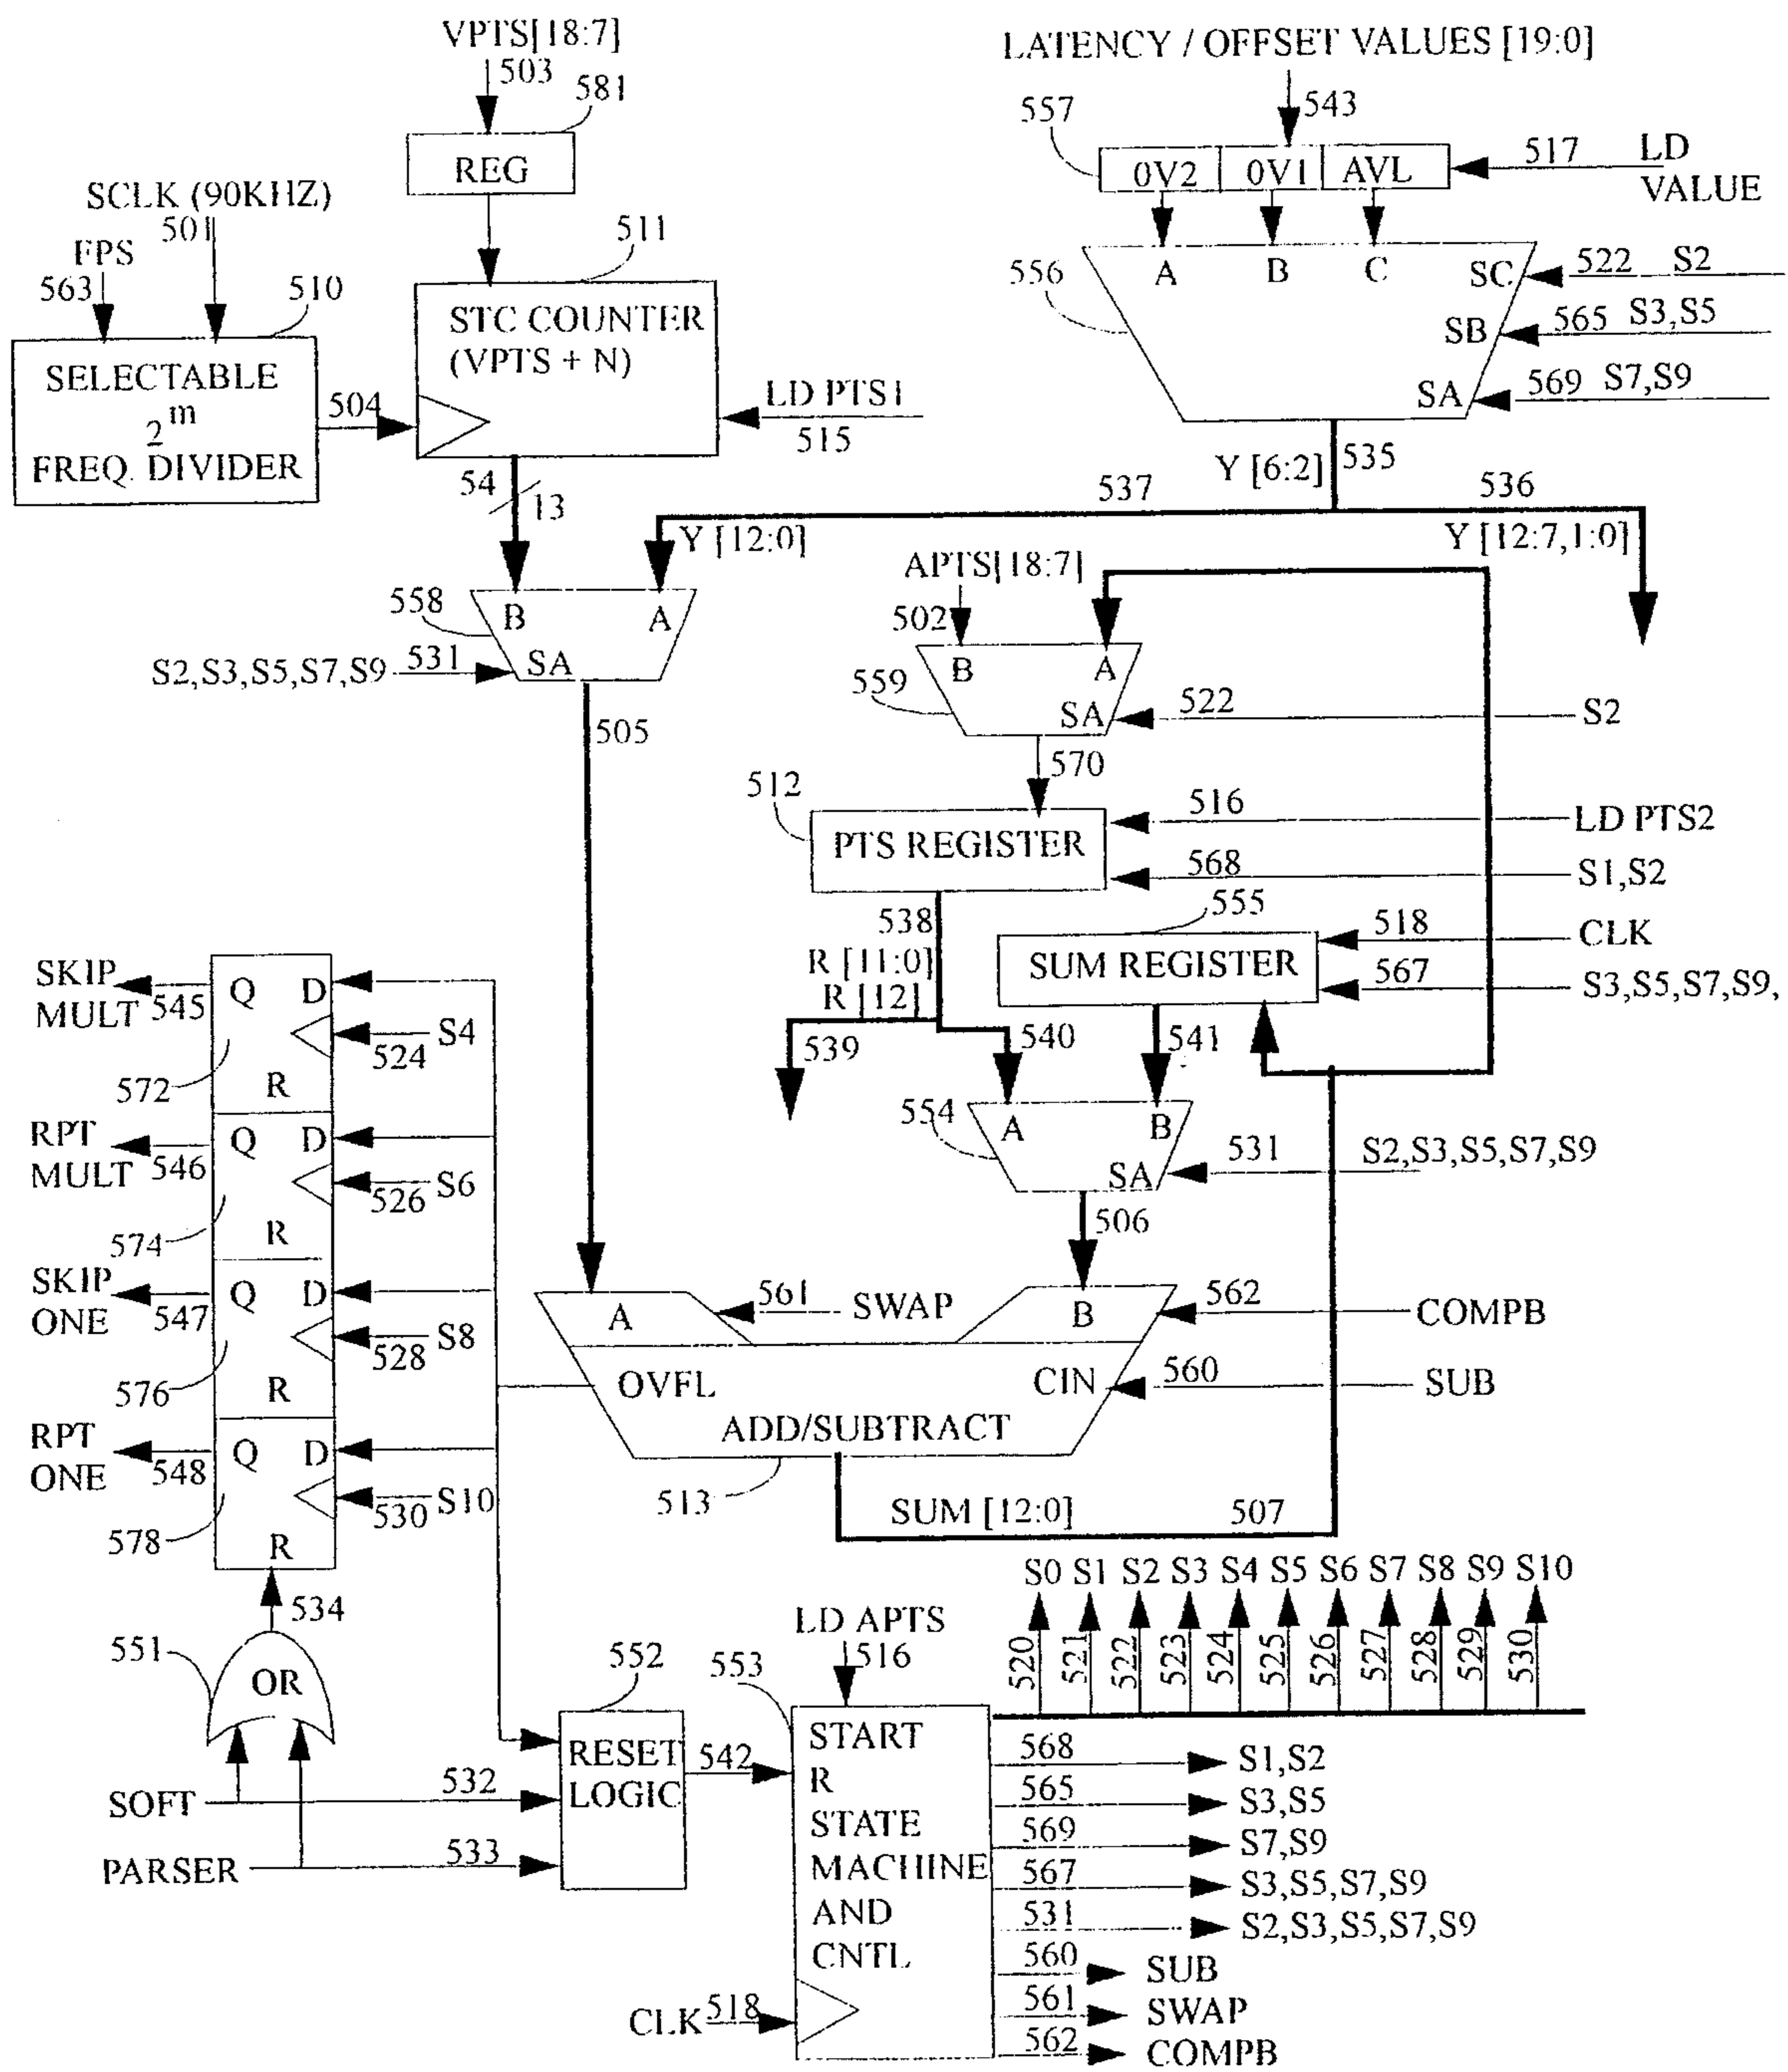 VPTS[18:7]
503
581
REG
SCLK (90KHZ)
501
FPS
563
510
SELECTABLE
2 m
FREQ. DIVIDER
504
511
STC COUNTER
(VPTS + N)
LD PTS1
515
54
13
LATENCY / OFFSET VALUES [19:0]
543
557
0V2
0V1
AVL
517
LD
VALUE
556
A
B
C
SC
522
S2
SB
565
S3,S5
SA
569
S7,S9
Y [6:2]
535
537
536
Y [12:0]
Y [12:7,1:0]
558
B
A
SA
S2,S3,S5,S7,S9
531
505
APTS[18:7]
502
B
A
559
SA
522
S2
570
512
PTS REGISTER
516
LD PTS2
568
S1,S2
538
R [11:0]
R [12]
539
540
555
SUM REGISTER
518
CLK
567
S3,S5,S7,S9,
541
554
A
B
SA
531
S2,S3,S5,S7,S9
506
SKIP
MULT
545
Q
D
S4
524
572
R
RPT
MULT
546
Q
D
S6
526
574
R
SKIP
ONE
547
Q
D
S8
528
576
R
RPT
ONE
548
Q
D
S10
530
578
R
534
A
561
SWAP
B
562
COMPB
OVFL
CIN
560
SUB
ADD/SUBTRACT
513
SUM [12:0]
507
551
OR
SOFT
532
PARSER
533
552
RESET
LOGIC
542
LD APTS
516
553
START
R
STATE
MACHINE
AND
CNTL
CLK
518
S0 S1 S2 S3 S4 S5 S6 S7 S8 S9 S10
520 521 522 523 524 525 526 527 528 529 530
568
S1,S2
565
S3,S5
569
S7,S9
567
S3,S5,S7,S9
531
S2,S3,S5,S7,S9
560
SUB
561
SWAP
562
COMPB